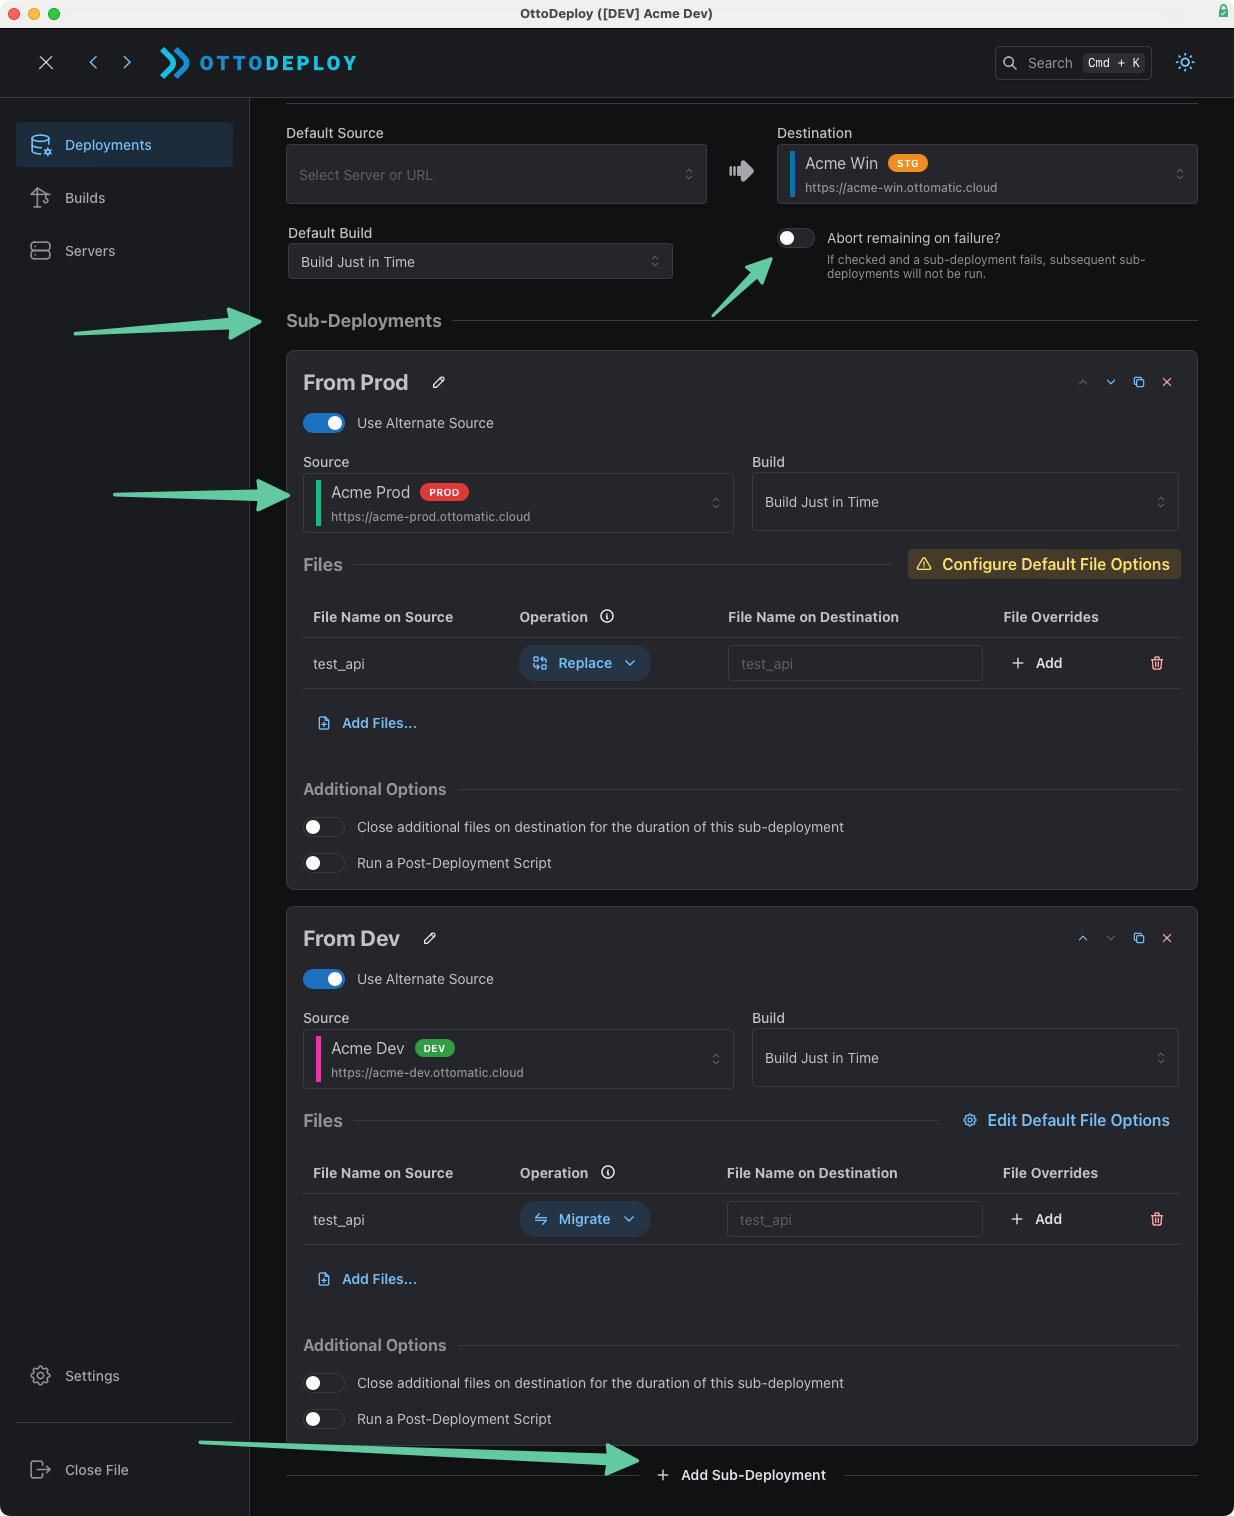 OttoDeploy ([DEV] Acme Dev)
OTTODEPLOY
Search Cmd + K
Deployments
Builds
Servers
Default Source
Select Server or URL
Destination
Acme Win STG
https://acme-win.ottomatic.cloud
Default Build
Build Just in Time
Abort remaining on failure?
If checked and a sub-deployment fails, subsequent sub-
deployments will not be run.
Sub-Deployments
From Prod
Use Alternate Source
Source
Acme Prod PROD
https://acme-prod.ottomatic.cloud
Build
Build Just in Time
Files
Configure Default File Options
File Name on Source Operation File Name on Destination File Overrides
test_api Replace test_api Add
Add Files...
Additional Options
Close additional files on destination for the duration of this sub-deployment
Run a Post-Deployment Script
From Dev
Use Alternate Source
Source
Acme Dev DEV
https://acme-dev.ottomatic.cloud
Build
Build Just in Time
Files
Edit Default File Options
File Name on Source Operation File Name on Destination File Overrides
test_api Migrate test_api Add
Add Files...
Additional Options
Close additional files on destination for the duration of this sub-deployment
Run a Post-Deployment Script
Add Sub-Deployment
Settings
Close File